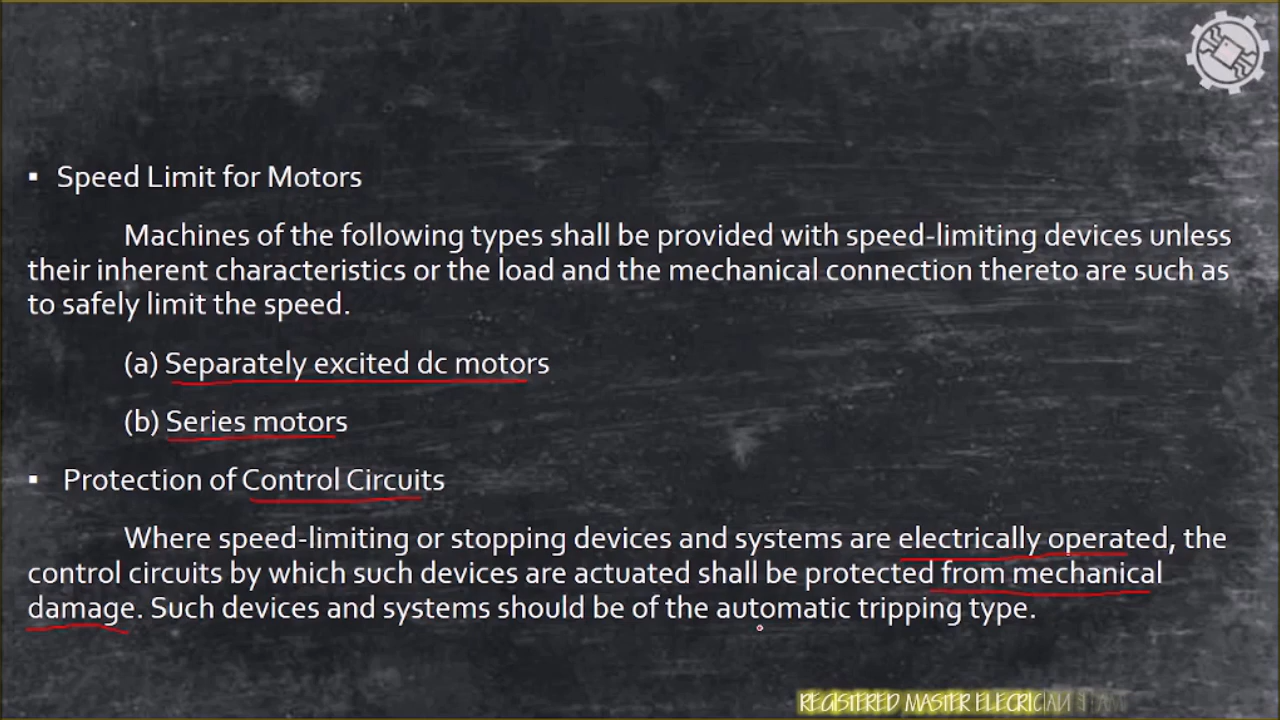 ▪ Speed Limit for Motors
Machines of the following types shall be provided with speed-limiting devices unless
their inherent characteristics or the load and the mechanical connection thereto are such as
to safely limit the speed.
(a) Separately excited dc motors
(b) Series motors
▪ Protection of Control Circuits
Where speed-limiting or stopping devices and systems are electrically operated, the
control circuits by which such devices are actuated shall be protected from mechanical
damage. Such devices and systems should be of the automatic tripping type.
REGISTERED MASTER ELECRICIAN